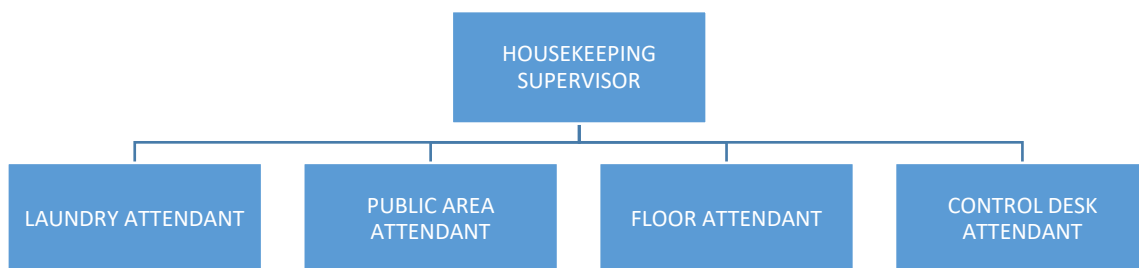 HOUSEKEEPING
SUPERVISOR
LAUNDRY ATTENDANT
PUBLIC AREA
ATTENDANT
FLOOR ATTENDANT
CONTROL DESK
ATTENDANT